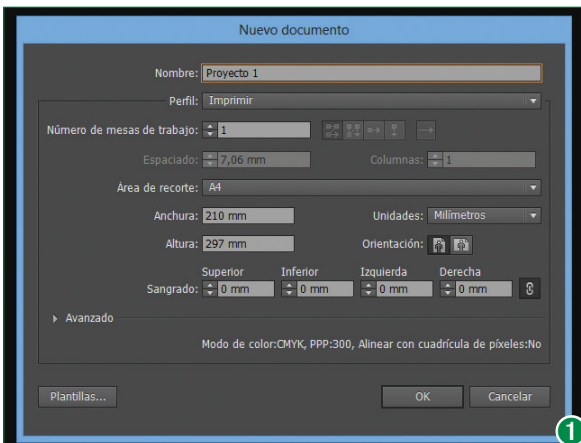 Nuevo documento
Nombre: Proyecto 1
Perfil: Imprimir
Número de mesas de trabajo: 1
Espaciado: 7,06 mm Columnas: 1
Área de recorte: A4
Anchura: 210 mm Unidades: Milímetros
Altura: 297 mm Orientación:
Superior Inferior Izquierda Derecha
Sangrado: 0 mm 0 mm 0 mm 0 mm
Avanzado
Modo de color:CMYK, PPP:300, Alinear con cuadrícula de píxeles:No
Plantillas... OK Cancelar
1